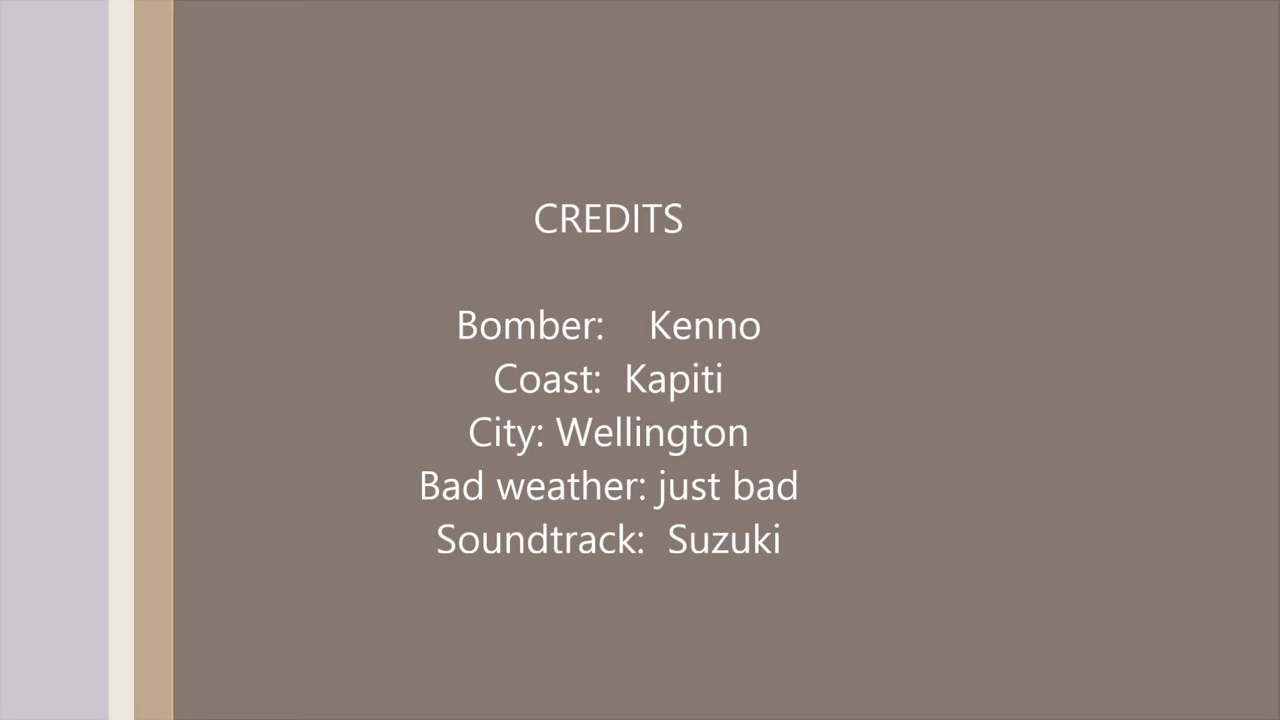 CREDITS
Bomber: Kenno
Coast: Kapiti
City: Wellington
Bad weather: just bad
Soundtrack: Suzuki